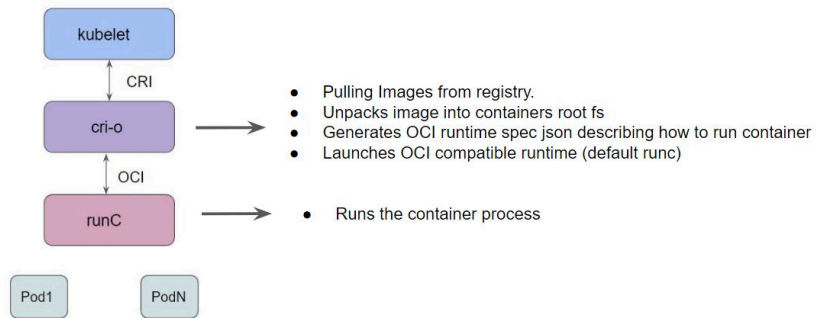 kubelet
CRI
cri-o
● Pulling Images from registry.
● Unpacks image into containers root fs
● Generates OCI runtime spec json describing how to run container
● Launches OCI compatible runtime (default runc)
OCI
runC
● Runs the container process
Pod1
PodN